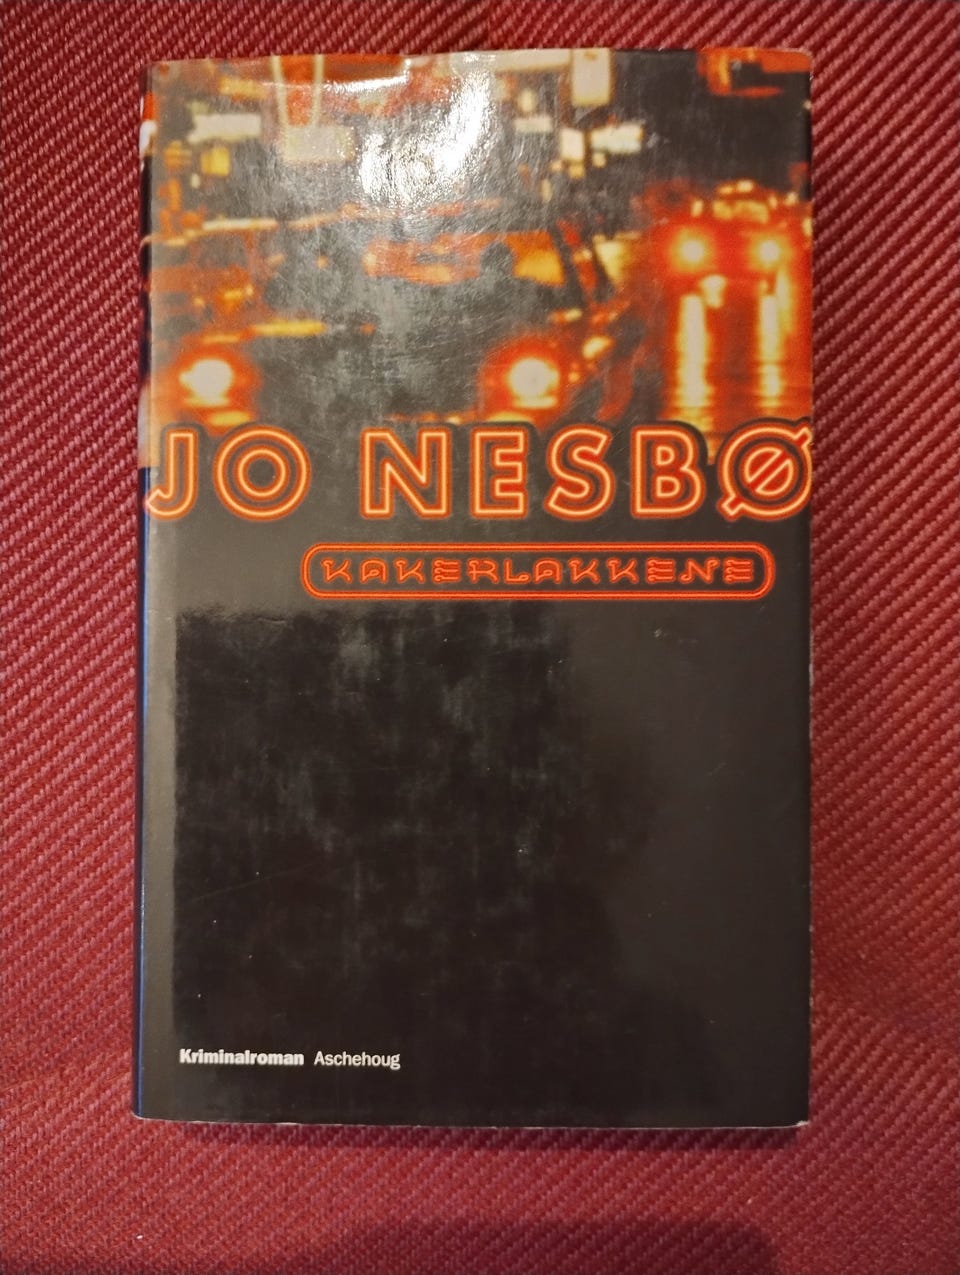 JO NESBØ
KAKERLAKKENE
Kriminalroman Aschehoug